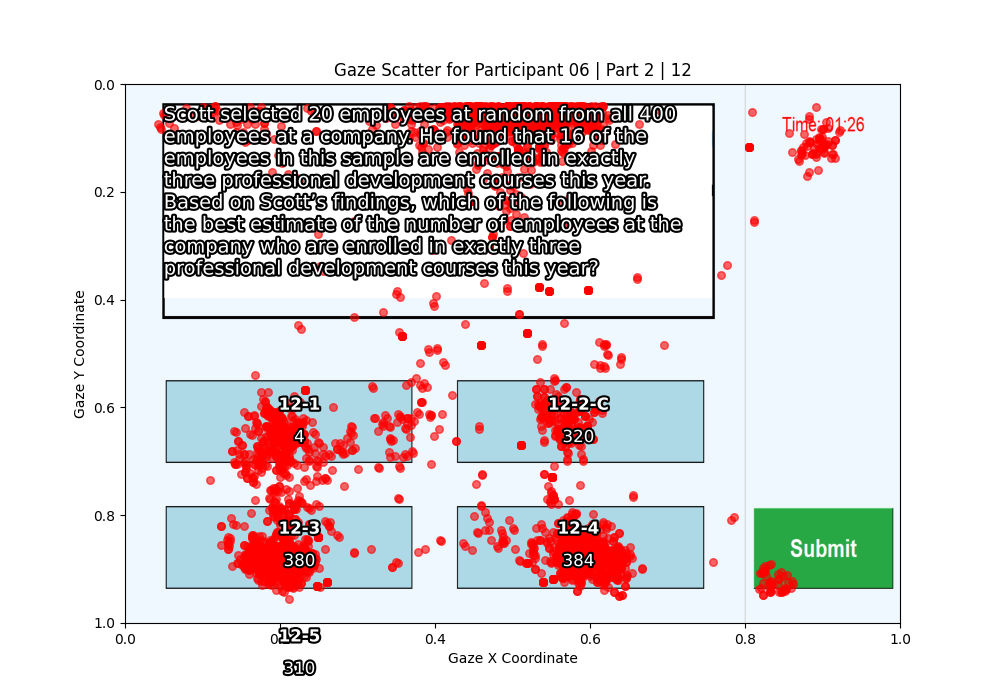 Gaze Scatter for Participant 06 | Part 2 | 12
0.0
0.2
0.4
0.6
0.8
1.0
Gaze Y Coordinate
Scott selected 20 employees at random from all 400
employees at a company. He found that 16 of the
employees in this sample are enrolled in exactly
three professional development courses this year.
Based on Scott's findings, which of the following is
the best estimate of the number of employees at the
company who are enrolled in exactly three
professional development courses this year?
Time: 01:26
12-1
4
12-2-C
320
12-3
380
12-4
384
Submit
12-5
310
0.0
0.4
0.6
0.8
1.0
Gaze X Coordinate